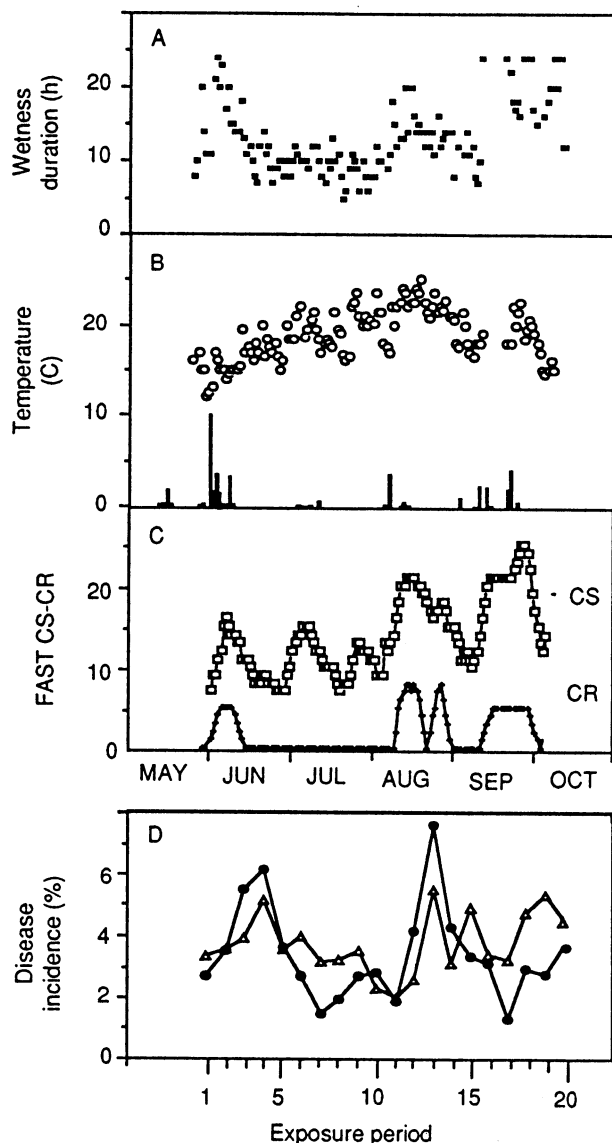 A
Wetness
duration (h)
20
10
0
B
Temperature
(C)
20
10
0
C
FAST CS-CR
20
10
0
CS
CR
MAY JUN JUL AUG SEP OCT
D
Disease
incidence (%)
6
4
2
0
1 5 10 15 20
Exposure period